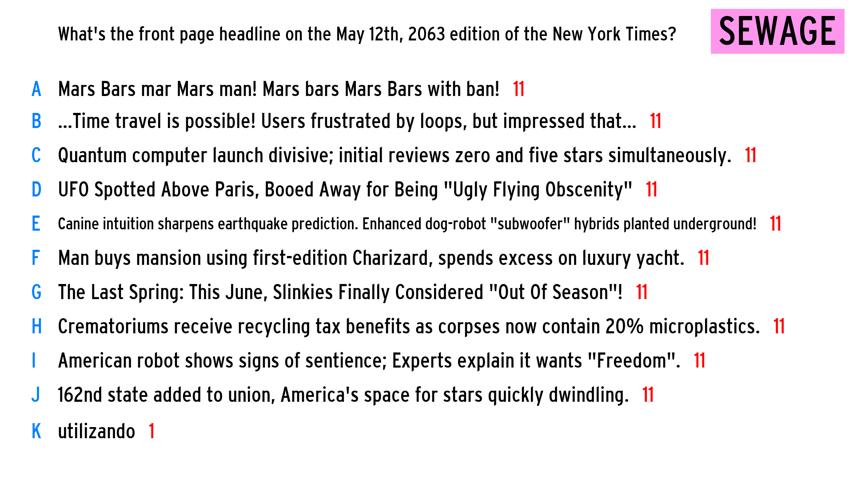 What's the front page headline on the May 12th, 2063 edition of the New York Times?
SEWAGE
A Mars Bars mar Mars man! Mars bars Mars Bars with ban! 11
B ...Time travel is possible! Users frustrated by loops, but impressed that... 11
C Quantum computer launch divisive; initial reviews zero and five stars simultaneously. 11
D UFO Spotted Above Paris, Booed Away for Being "Ugly Flying Obscenity" 11
E Canine intuition sharpens earthquake prediction. Enhanced dog-robot "subwoofer" hybrids planted underground! 11
F Man buys mansion using first-edition Charizard, spends excess on luxury yacht. 11
G The Last Spring: This June, Slinkies Finally Considered "Out Of Season"! 11
H Crematoriums receive recycling tax benefits as corpses now contain 20% microplastics. 11
I American robot shows signs of sentience; Experts explain it wants "Freedom". 11
J 162nd state added to union, America's space for stars quickly dwindling. 11
K utilizando 1